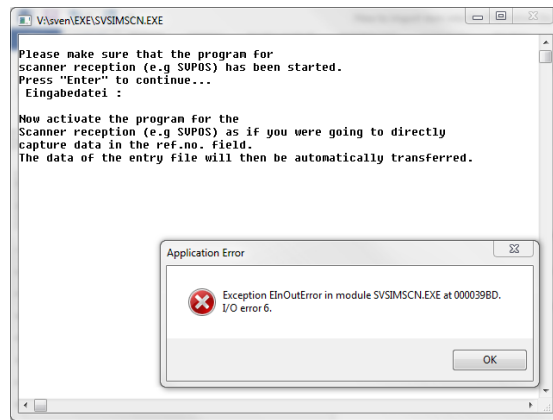 V:\sven\EXE\SVSIMSCN.EXE
Please make sure that the program for
scanner reception (e.g SVPOS) has been started.
Press "Enter" to continue...
Eingabedatei :
Now activate the program for the
Scanner reception (e.g SVPOS) as if you were going to directly
capture data in the ref.no. field.
The data of the entry file will then be automatically transferred.
Application Error
Exception EInOutError in module SVSIMSCN.EXE at 000039BD.
I/O error 6.
OK